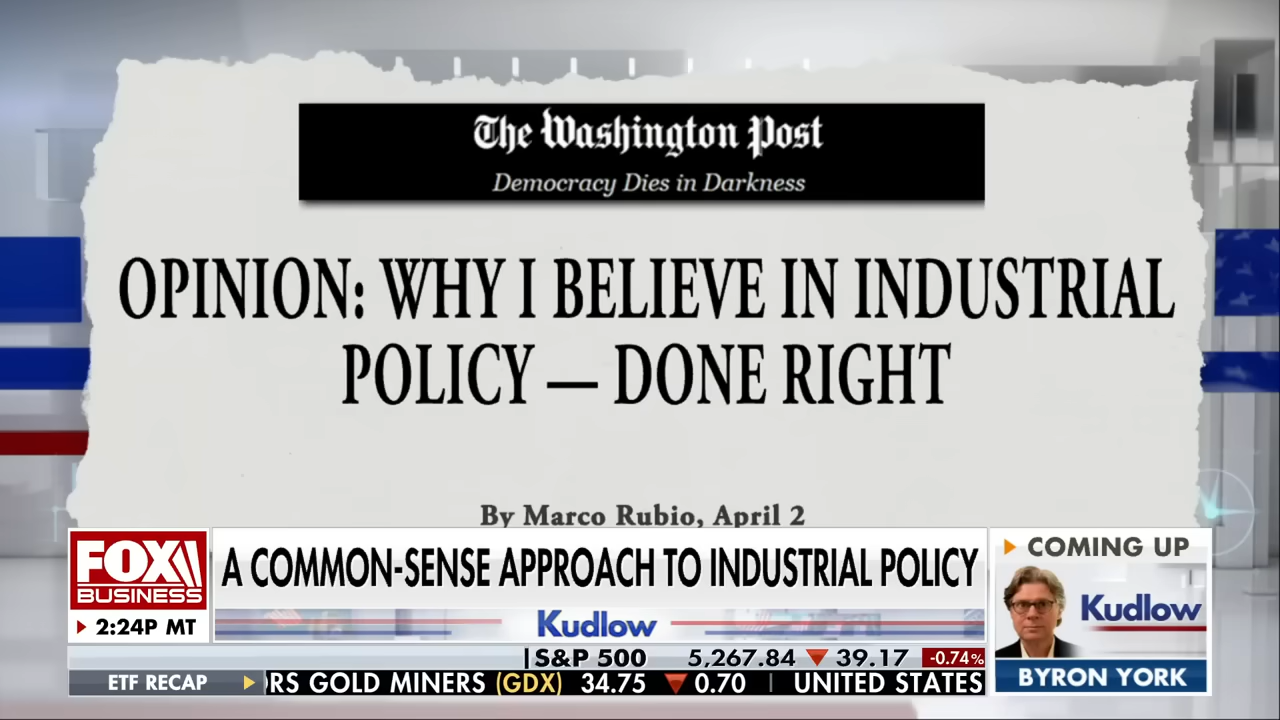 The Washington Post
Democracy Dies in Darkness
OPINION: WHY I BELIEVE IN INDUSTRIAL
POLICY — DONE RIGHT
By Marco Rubio, April 2
FOX
BUSINESS
2:24P MT
A COMMON-SENSE APPROACH TO INDUSTRIAL POLICY
Kudlow
COMING UP
Kudlow
BYRON YORK
S&P 500 5,267.84 ▼ 39.17 -0.74%
ETF RECAP RS GOLD MINERS (GDX) 34.75 ▼ 0.70 | UNITED STATES